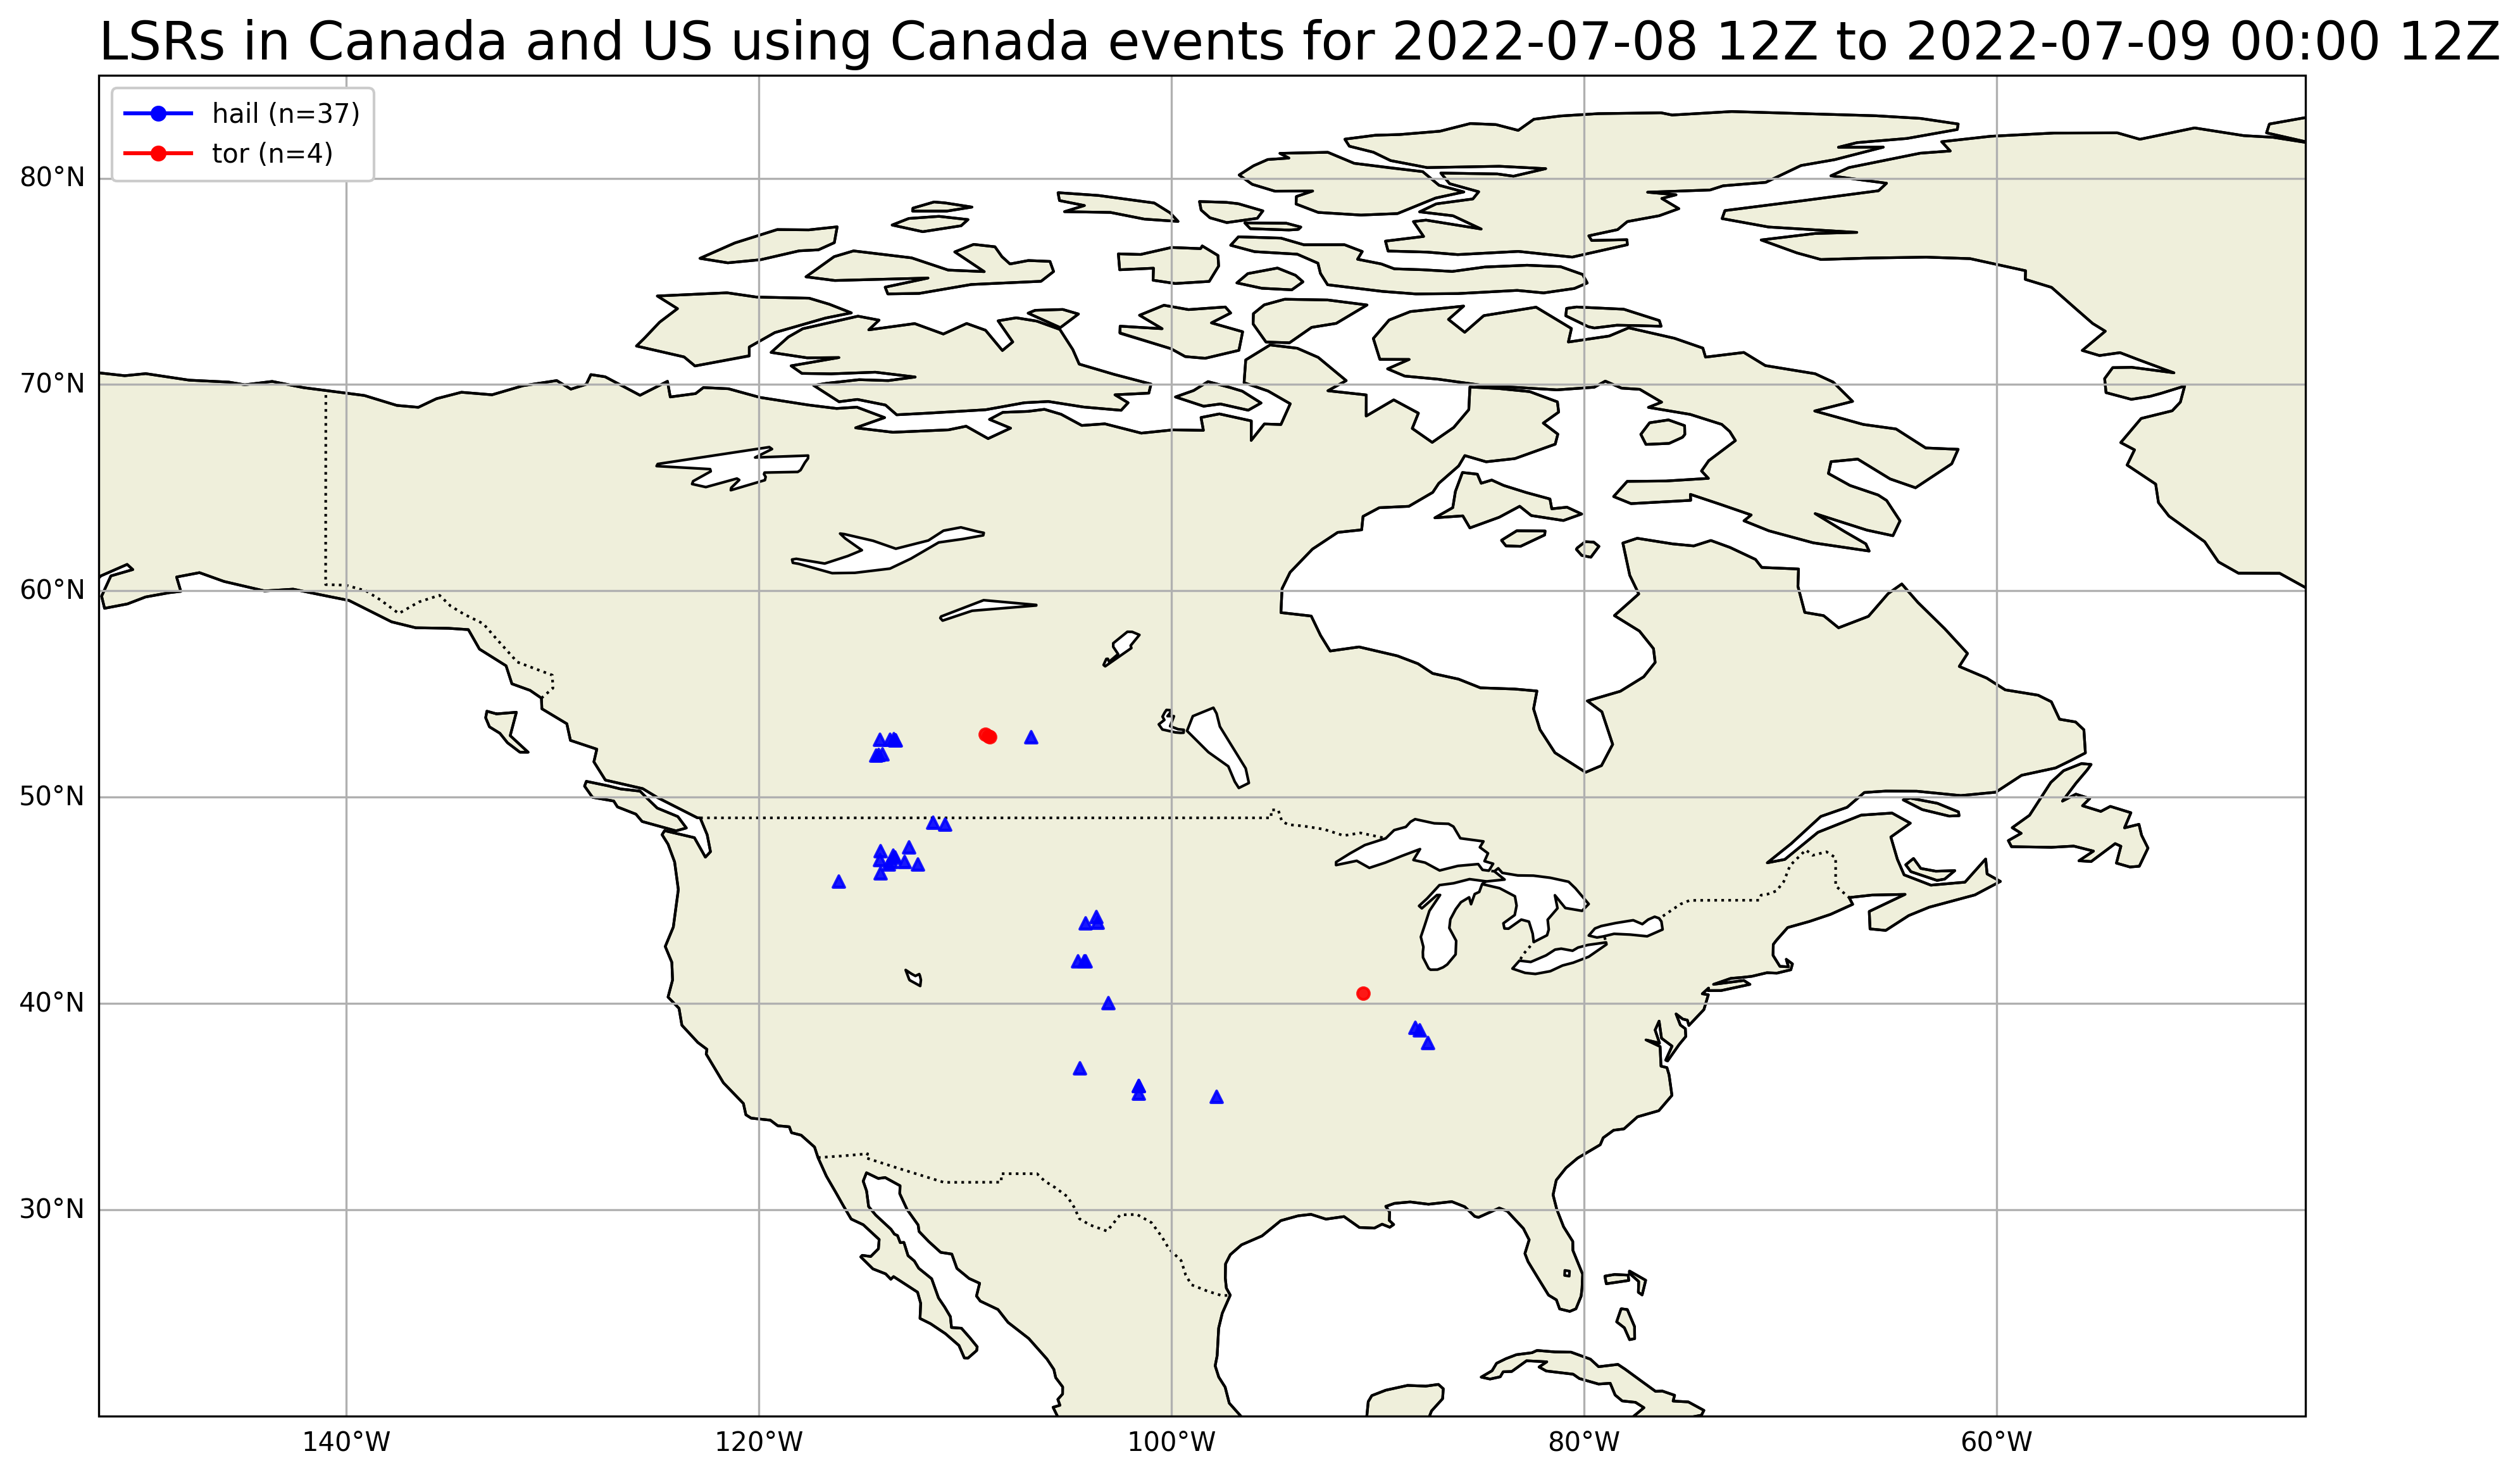 LSRs in Canada and US using Canada events for 2022-07-08 12Z to 2022-07-09 00:00 12Z
hail (n=37)
tor (n=4)
80°N
70°N
60°N
50°N
40°N
30°N
140°W
120°W
100°W
80°W
60°W